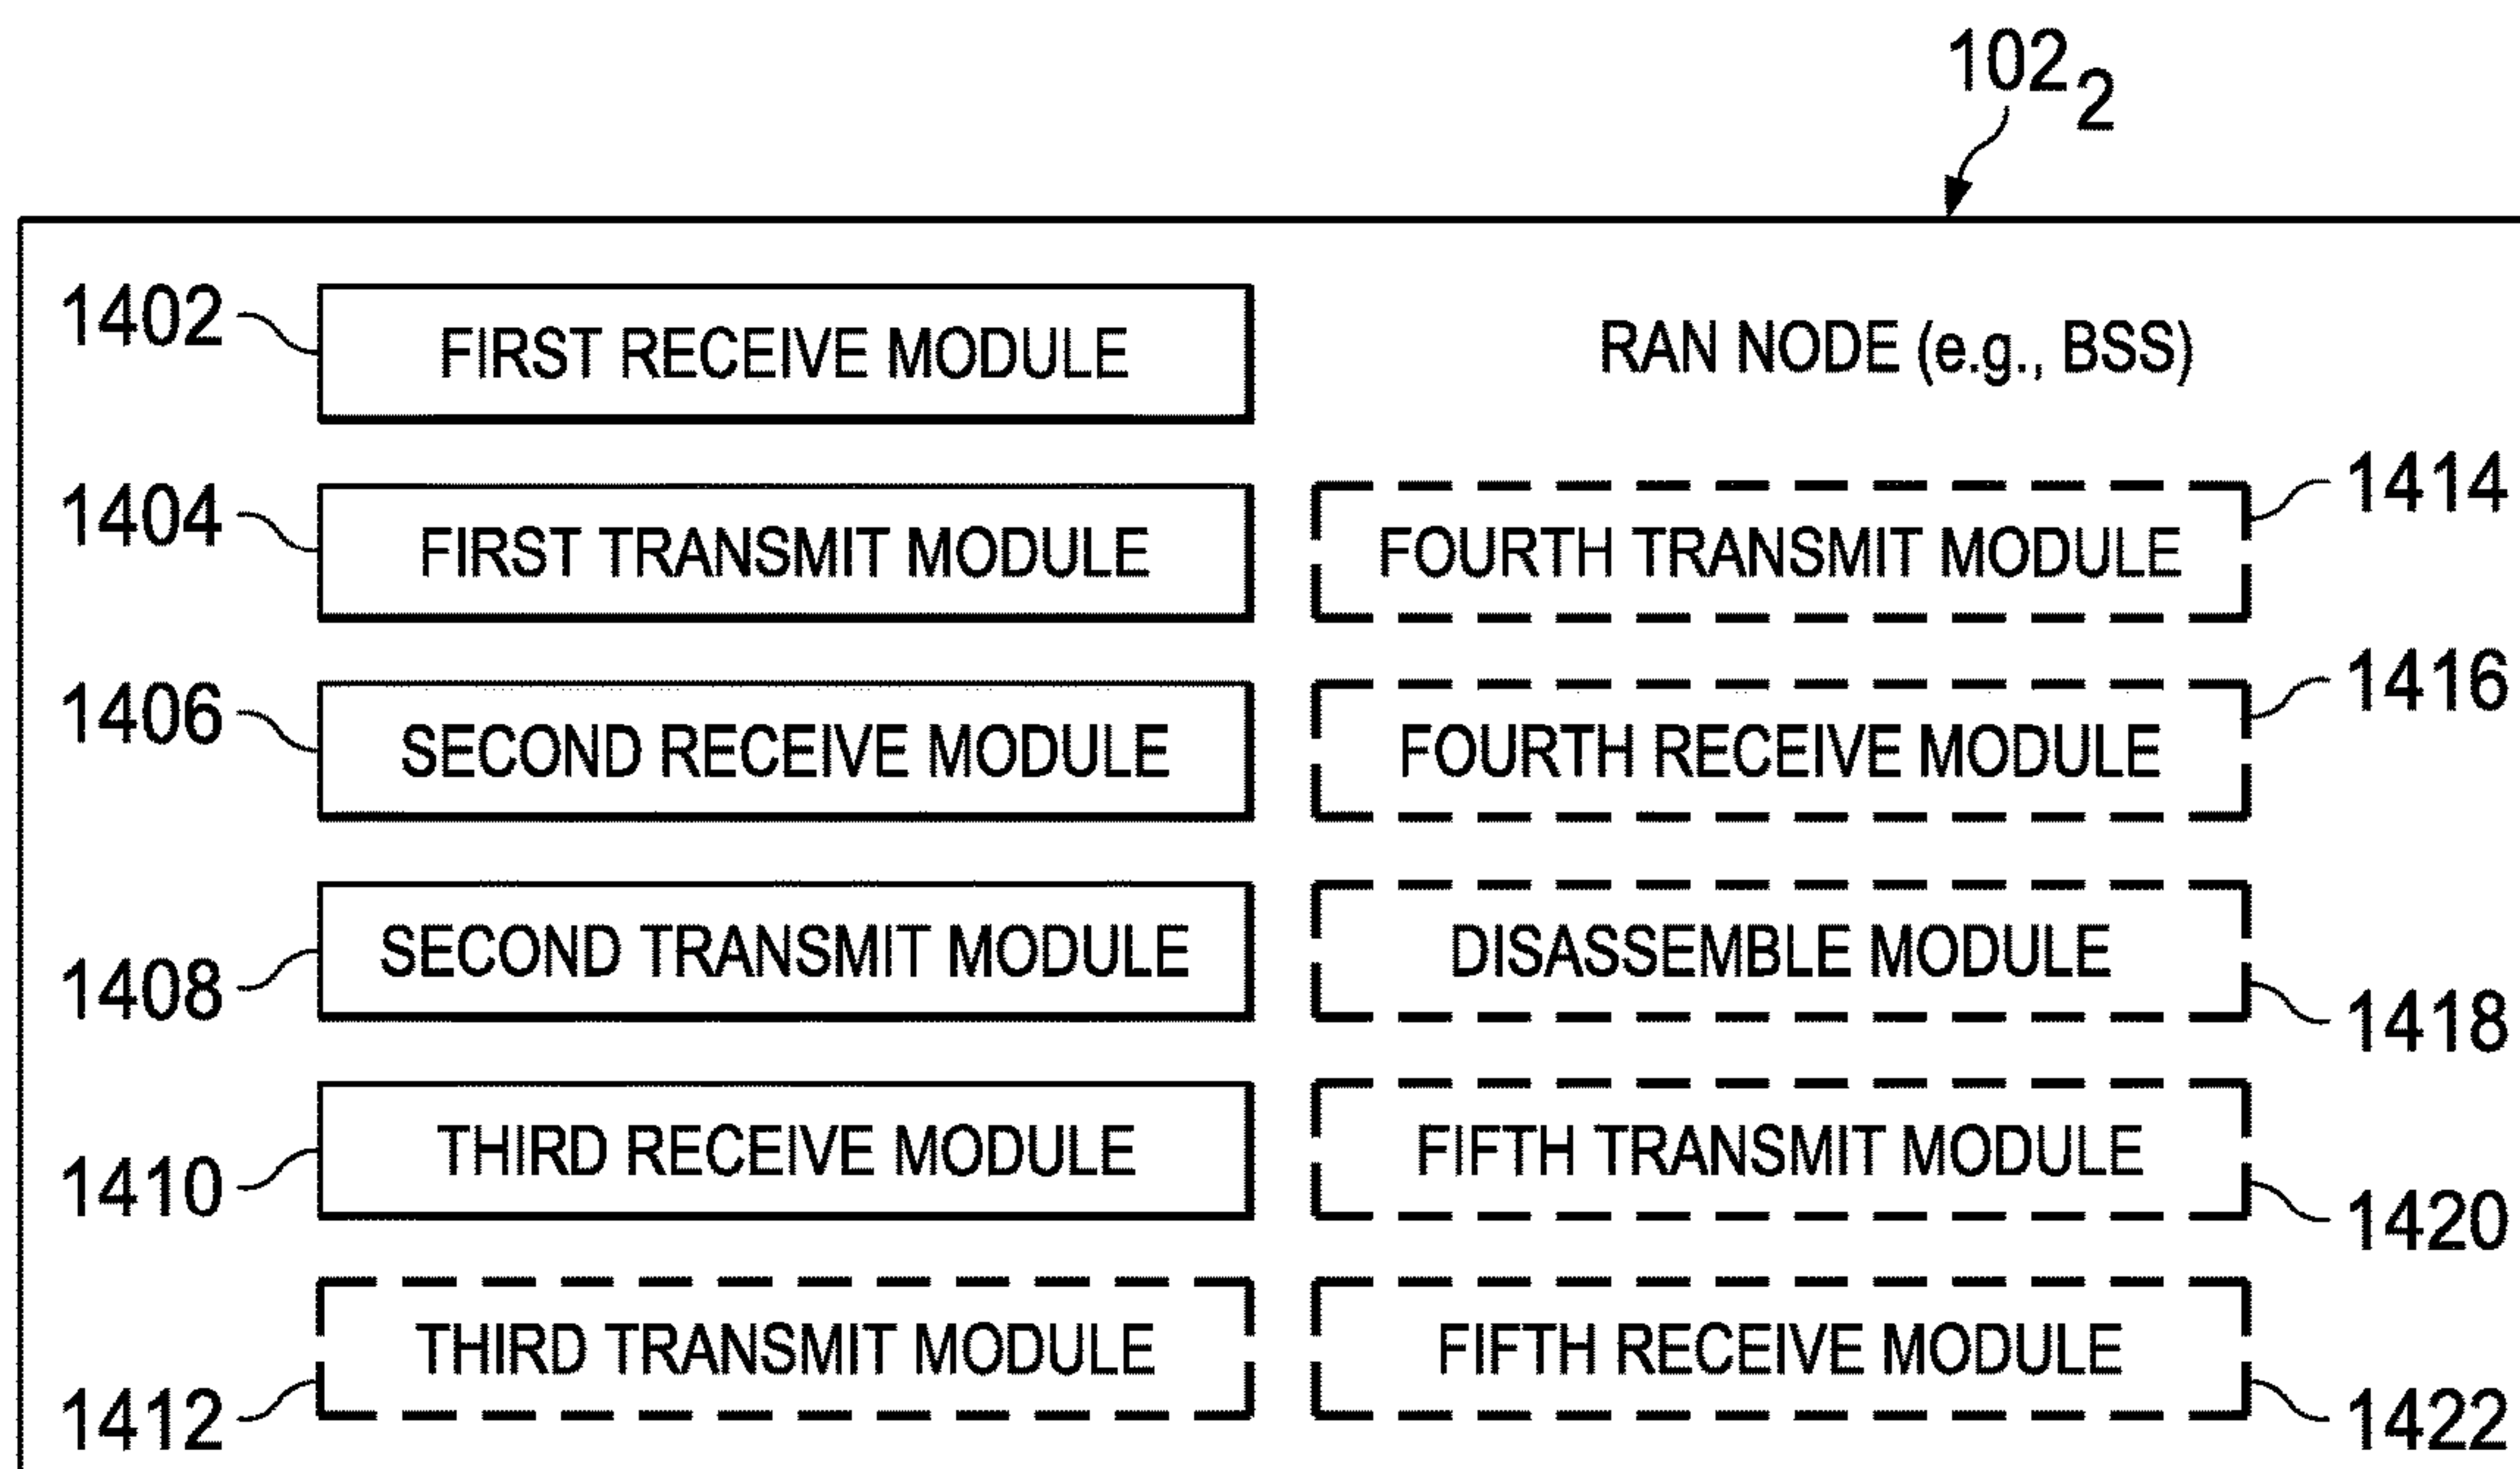 102₂
1402 FIRST RECEIVE MODULE RAN NODE (e.g., BSS)
1404 FIRST TRANSMIT MODULE FOURTH TRANSMIT MODULE 1414
1406 SECOND RECEIVE MODULE FOURTH RECEIVE MODULE 1416
1408 SECOND TRANSMIT MODULE DISASSEMBLE MODULE 1418
1410 THIRD RECEIVE MODULE FIFTH TRANSMIT MODULE 1420
1412 THIRD TRANSMIT MODULE FIFTH RECEIVE MODULE 1422